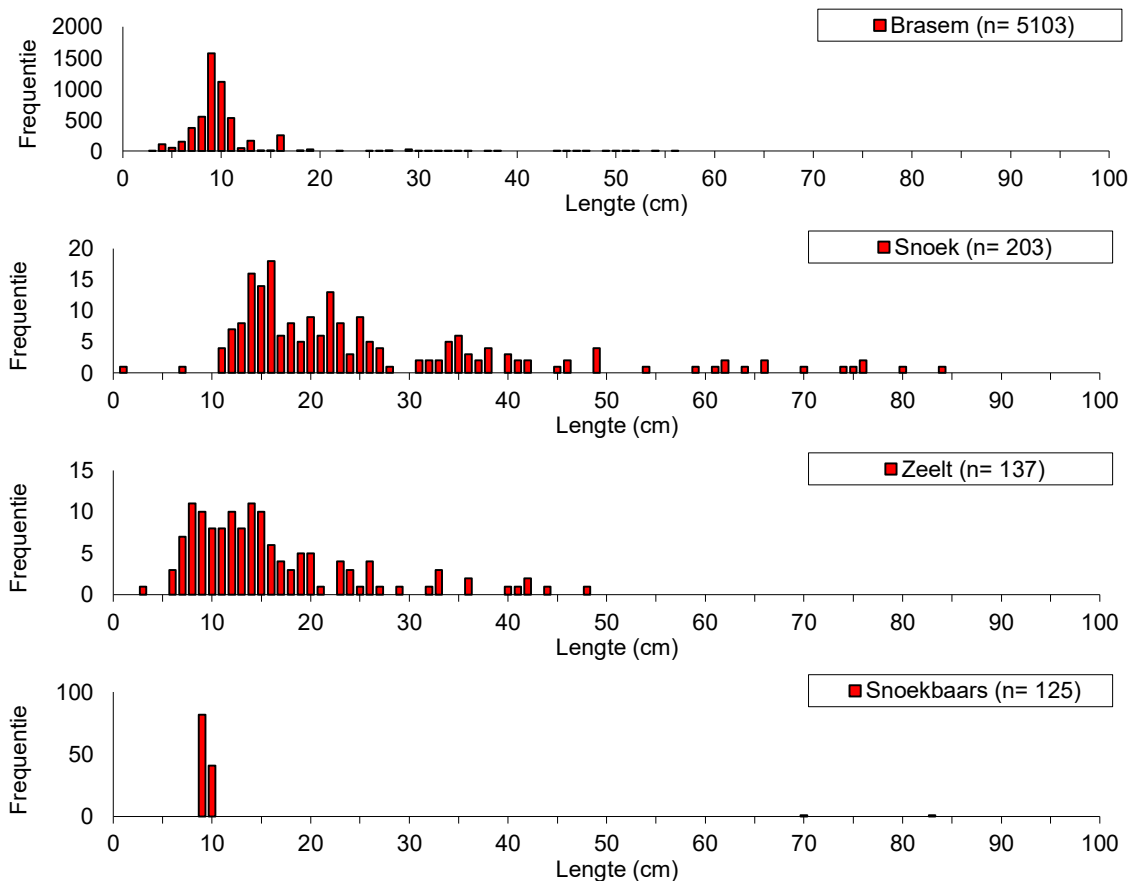 Brasem (n= 5103)
Frequentie
2000
1500
1000
500
0
0 10 20 30 40 50 60 70 80 90 100
Lengte (cm)
Snoek (n= 203)
Frequentie
20
15
10
5
0
0 10 20 30 40 50 60 70 80 90 100
Lengte (cm)
Zeelt (n= 137)
Frequentie
15
10
5
0
0 10 20 30 40 50 60 70 80 90 100
Lengte (cm)
Snoekbaars (n= 125)
Frequentie
100
50
0
0 10 20 30 40 50 60 70 80 90 100
Lengte (cm)